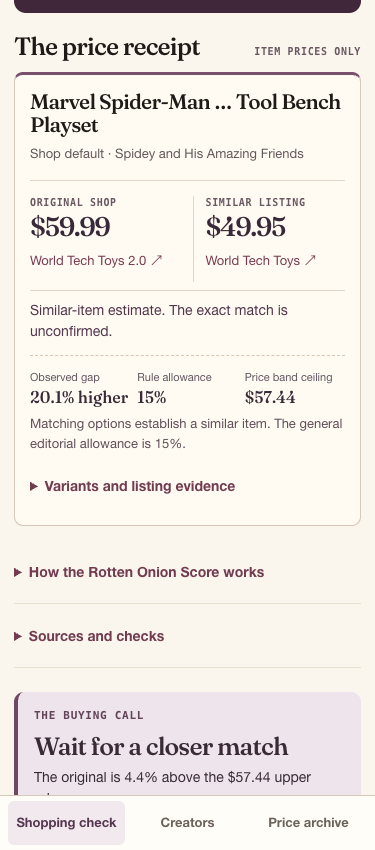 The price receipt
ITEM PRICES ONLY
Marvel Spider-Man ... Tool Bench
Playset
Shop default · Spidey and His Amazing Friends
ORIGINAL SHOP
$59.99
World Tech Toys 2.0 ↗
SIMILAR LISTING
$49.95
World Tech Toys ↗
Similar-item estimate. The exact match is
unconfirmed.
Observed gap
20.1% higher
Rule allowance
15%
Price band ceiling
$57.44
Matching options establish a similar item. The general
editorial allowance is 15%.
▶ Variants and listing evidence
▶ How the Rotten Onion Score works
▶ Sources and checks
THE BUYING CALL
Wait for a closer match
The original is 4.4% above the $57.44 upper
Shopping check
Creators
Price archive